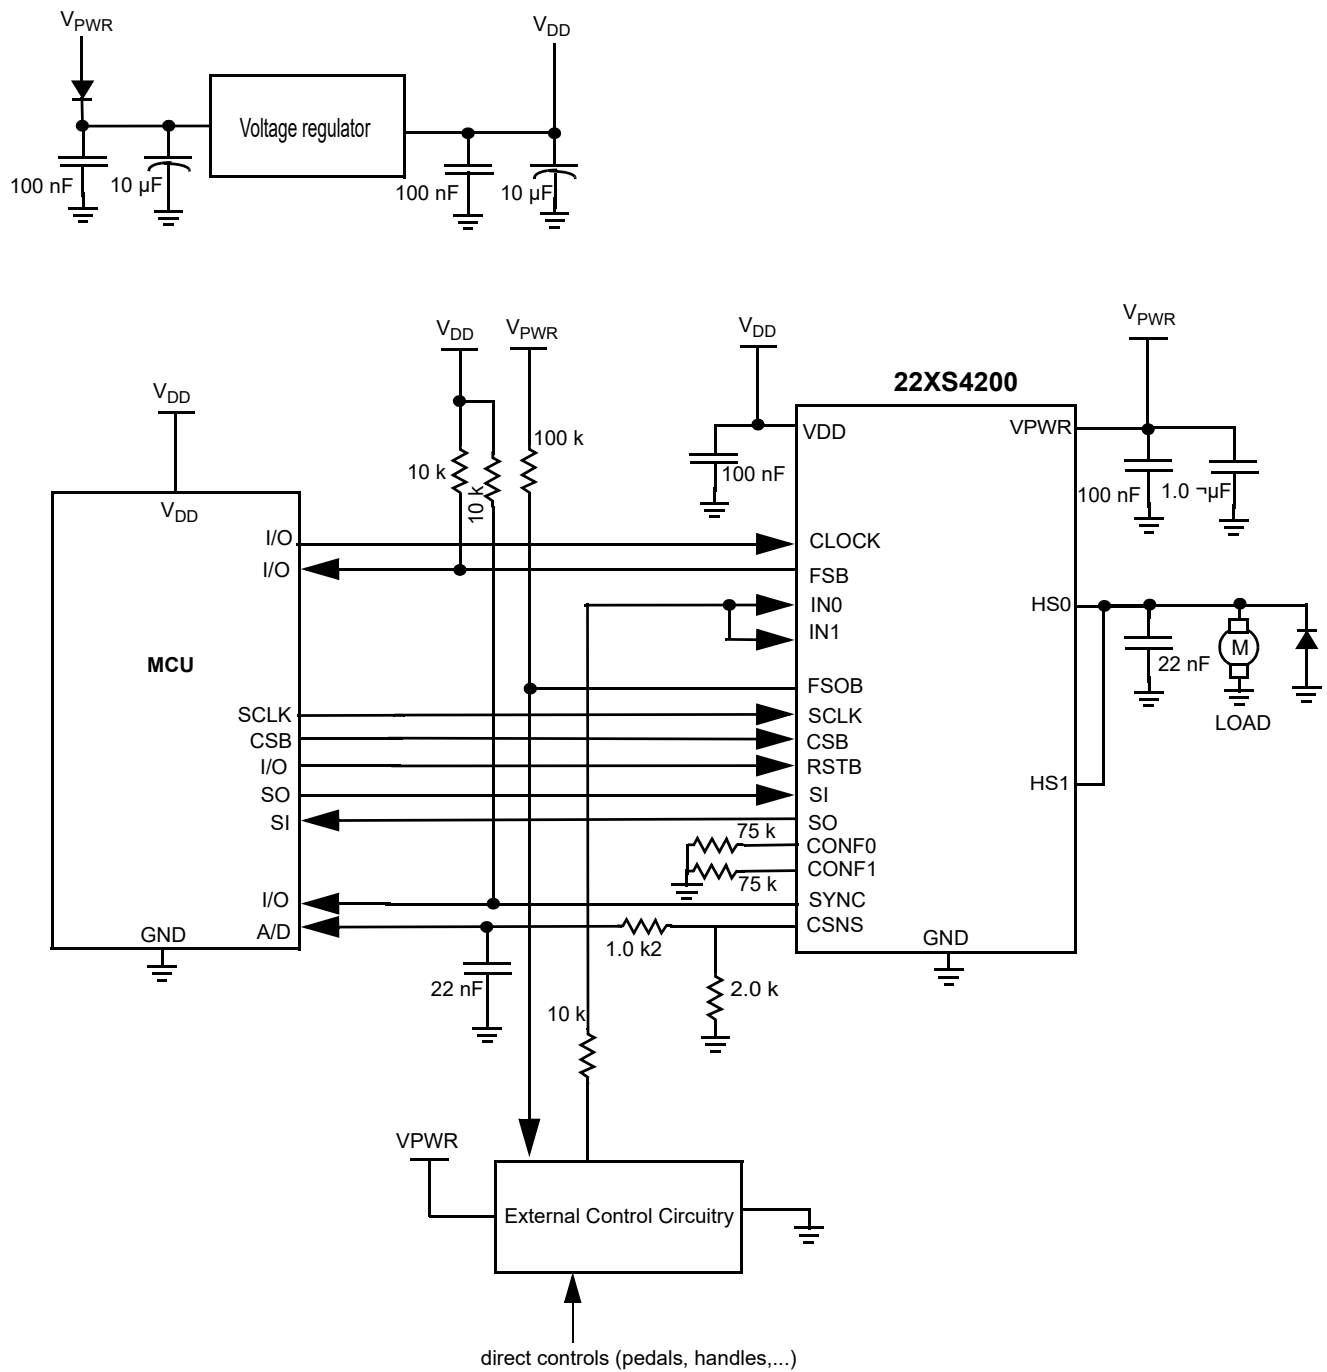 VPWR
VDD
Voltage regulator
100 nF
10 µF
100 nF
10 µF
VDD
VPWR
VDD
VPWR
VDD
22XS4200
100 k
10 k
10 k
VDD
VPWR
100 nF
100 nF
1.0 ¬µF
VDD
I/O
CLOCK
I/O
FSB
IN0
HS0
IN1
MCU
M
22 nF
FSOB
SCLK
SCLK
LOAD
CSB
CSB
I/O
RSTB
HS1
SO
SI
SI
SO
75 k
CONF0
CONF1
75 k
I/O
SYNC
A/D
CSNS
GND
GND
1.0 k2
22 nF
2.0 k
10 k
VPWR
External Control Circuitry
direct controls (pedals, handles,...)